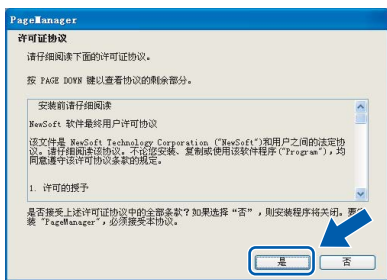 PageManager
许可证协议
请仔细阅读下面的许可证协议。
按 PAGE DOWN 键以查看协议的剩余部分。
安装前请仔细阅读
NewSoft 软件最终用户许可协议
该文件是 NewSoft Technology Corporation ("NewSoft")和用户之间的法定协
议。请仔细阅读该协议。不论您安装、复制或使用该软件程序("Program")，均
同意遵守该许可协议条款的规定。
1. 许可的授予
是否接受上述许可证协议中的全部条款？如果选择“否”，则安装程序将关闭。要安
装 "PageManager"，必须接受本协议。
是
否